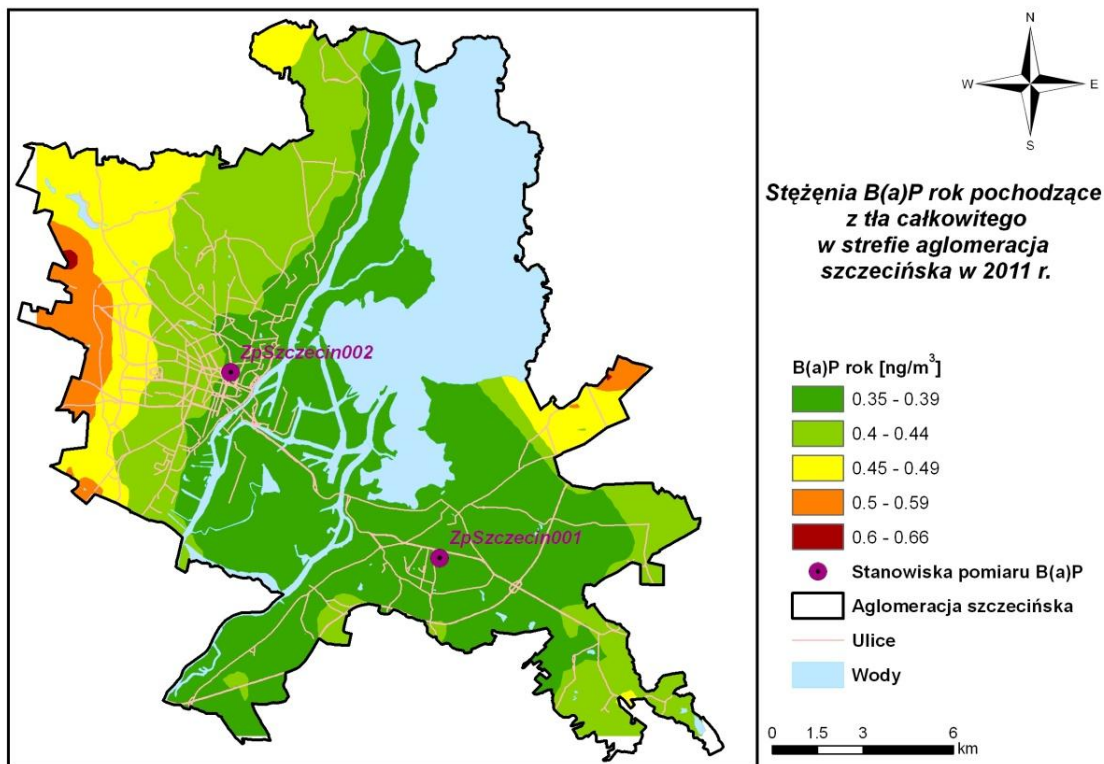 N
W E
S
Stężenia B(a)P rok pochodzące
z tła całkowitego
w strefie aglomeracja
szczecińska w 2011 r.
ZpSzczecin002
ZpSzczecin001
B(a)P rok [ng/m³]
0.35 - 0.39
0.4 - 0.44
0.45 - 0.49
0.5 - 0.59
0.6 - 0.66
Stanowiska pomiaru B(a)P
Aglomeracja szczecińska
Ulice
Wody
0 1.5 3 6
km